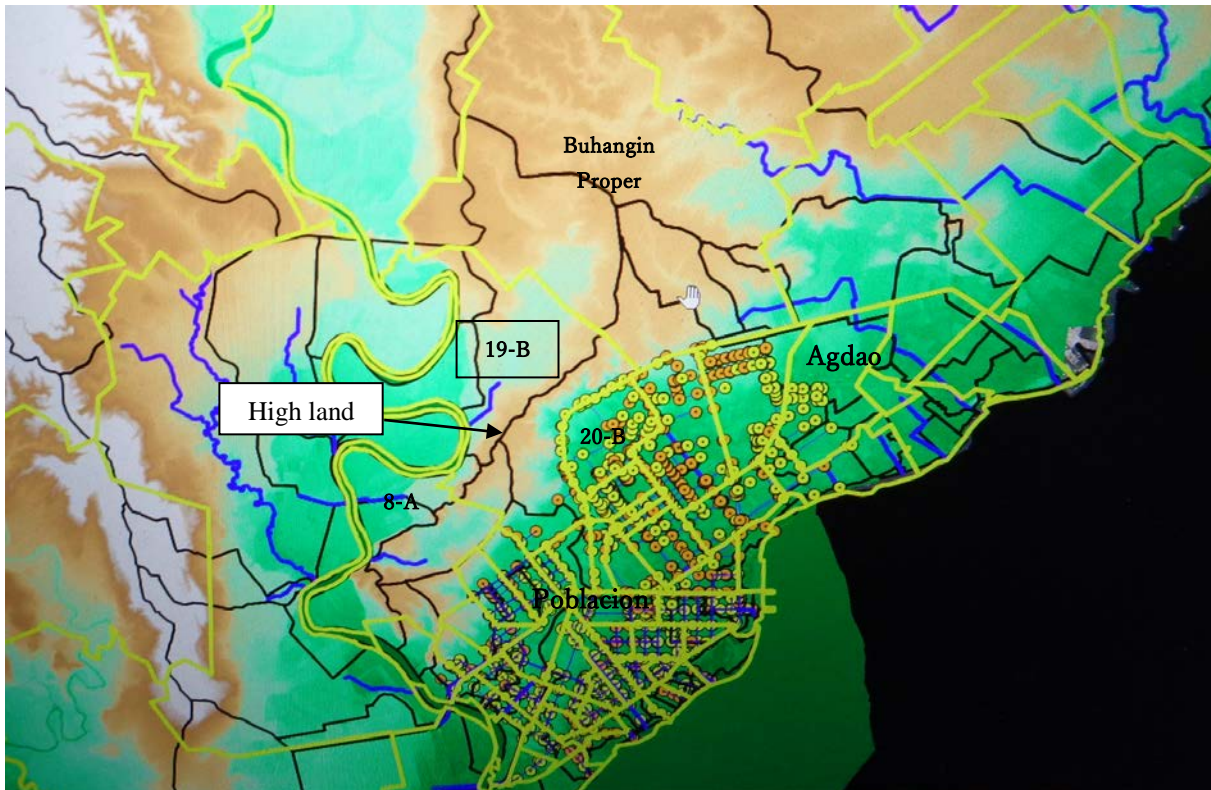 Buhangin
Proper
19-B
Agdao
High land
20-B
8-A
Poblacion